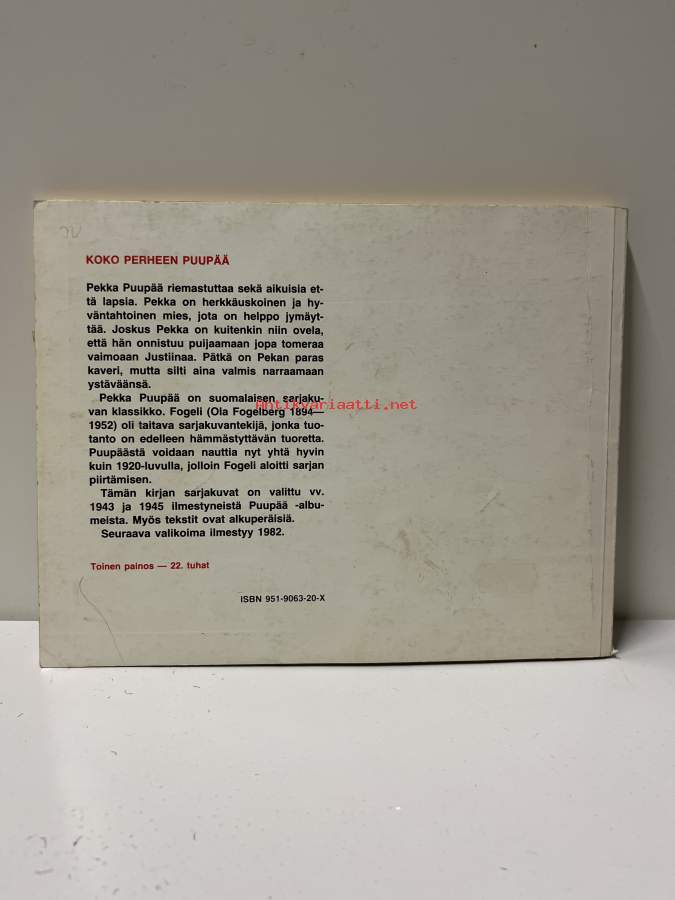 KOKO PERHEEN PUUPÄÄ
Pekka Puupää riemastuttaa sekä aikuisia et-
tä lapsia. Pekka on herkkäuskoinen ja hy-
väntahtoinen mies, jota on helppo jymäyt-
tää. Joskus Pekka on kuitenkin niin ovela,
että hän onnistuu puijaamaan jopa tomeraa
vaimoaan Justiinaa. Pätkä on Pekan paras
kaveri, mutta silti aina valmis narraamaan
ystäväänsä.
Pekka Puupää on suomalaisen sarjaku-
van klassikko. Fogeli (Ola Fogelberg 1894—
Antikvariaatti.net
1952) oli taitava sarjakuvantekijä, jonka tuo-
tanto on edelleen hämmästyttävän tuoretta.
Puupäästä voidaan nauttia nyt yhtä hyvin
kuin 1920-luvulla, jolloin Fogeli aloitti sarjan
piirtämisen.
Tämän kirjan sarjakuvat on valittu vv.
1943 ja 1945 ilmestyneistä Puupää -albu-
meista. Myös tekstit ovat alkuperäisiä.
Seuraava valikoima ilmestyy 1982.
Toinen painos — 22. tuhat
ISBN 951-9063-20-X